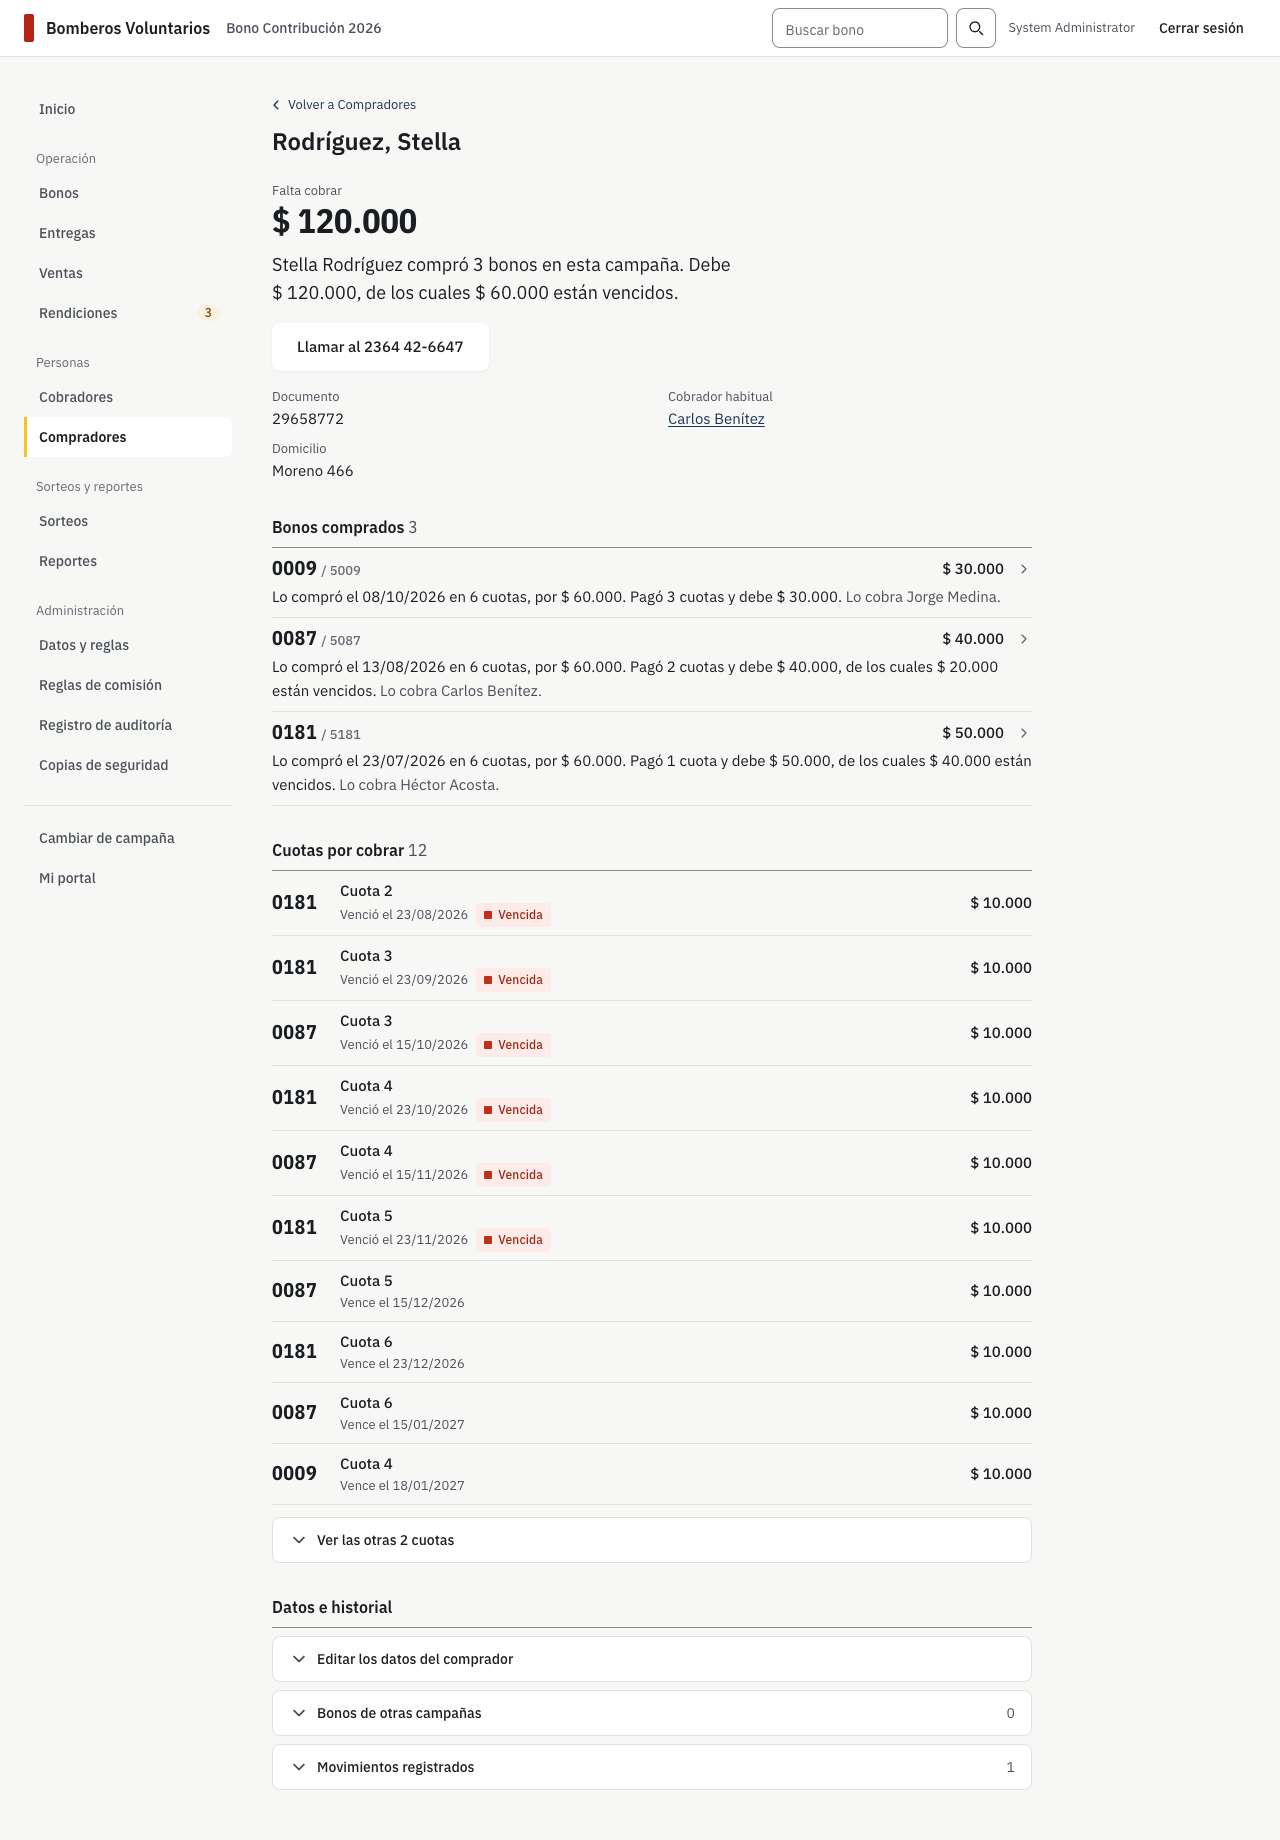 Bomberos Voluntarios
Bono Contribución 2026
Buscar bono
System Administrator
Cerrar sesión
Inicio
Operación
Bonos
Entregas
Ventas
Rendiciones 3
Personas
Cobradores
Compradores
Sorteos y reportes
Sorteos
Reportes
Administración
Datos y reglas
Reglas de comisión
Registro de auditoría
Copias de seguridad
Cambiar de campaña
Mi portal
Volver a Compradores
Rodríguez, Stella
Falta cobrar
$ 120.000
Stella Rodríguez compró 3 bonos en esta campaña. Debe
$ 120.000, de los cuales $ 60.000 están vencidos.
Llamar al 2364 42-6647
Documento
29658772
Cobrador habitual
Carlos Benítez
Domicilio
Moreno 466
Bonos comprados 3
0009 / 5009 $ 30.000
Lo compró el 08/10/2026 en 6 cuotas, por $ 60.000. Pagó 3 cuotas y debe $ 30.000. Lo cobra Jorge Medina.
0087 / 5087 $ 40.000
Lo compró el 13/08/2026 en 6 cuotas, por $ 60.000. Pagó 2 cuotas y debe $ 40.000, de los cuales $ 20.000
están vencidos. Lo cobra Carlos Benítez.
0181 / 5181 $ 50.000
Lo compró el 23/07/2026 en 6 cuotas, por $ 60.000. Pagó 1 cuota y debe $ 50.000, de los cuales $ 40.000 están
vencidos. Lo cobra Héctor Acosta.
Cuotas por cobrar 12
0181 Cuota 2 $ 10.000
Venció el 23/08/2026 Vencida
0181 Cuota 3 $ 10.000
Venció el 23/09/2026 Vencida
0087 Cuota 3 $ 10.000
Venció el 15/10/2026 Vencida
0181 Cuota 4 $ 10.000
Venció el 23/10/2026 Vencida
0087 Cuota 4 $ 10.000
Venció el 15/11/2026 Vencida
0181 Cuota 5 $ 10.000
Venció el 23/11/2026 Vencida
0087 Cuota 5 $ 10.000
Vence el 15/12/2026
0181 Cuota 6 $ 10.000
Vence el 23/12/2026
0087 Cuota 6 $ 10.000
Vence el 15/01/2027
0009 Cuota 4 $ 10.000
Vence el 18/01/2027
Ver las otras 2 cuotas
Datos e historial
Editar los datos del comprador
Bonos de otras campañas 0
Movimientos registrados 1